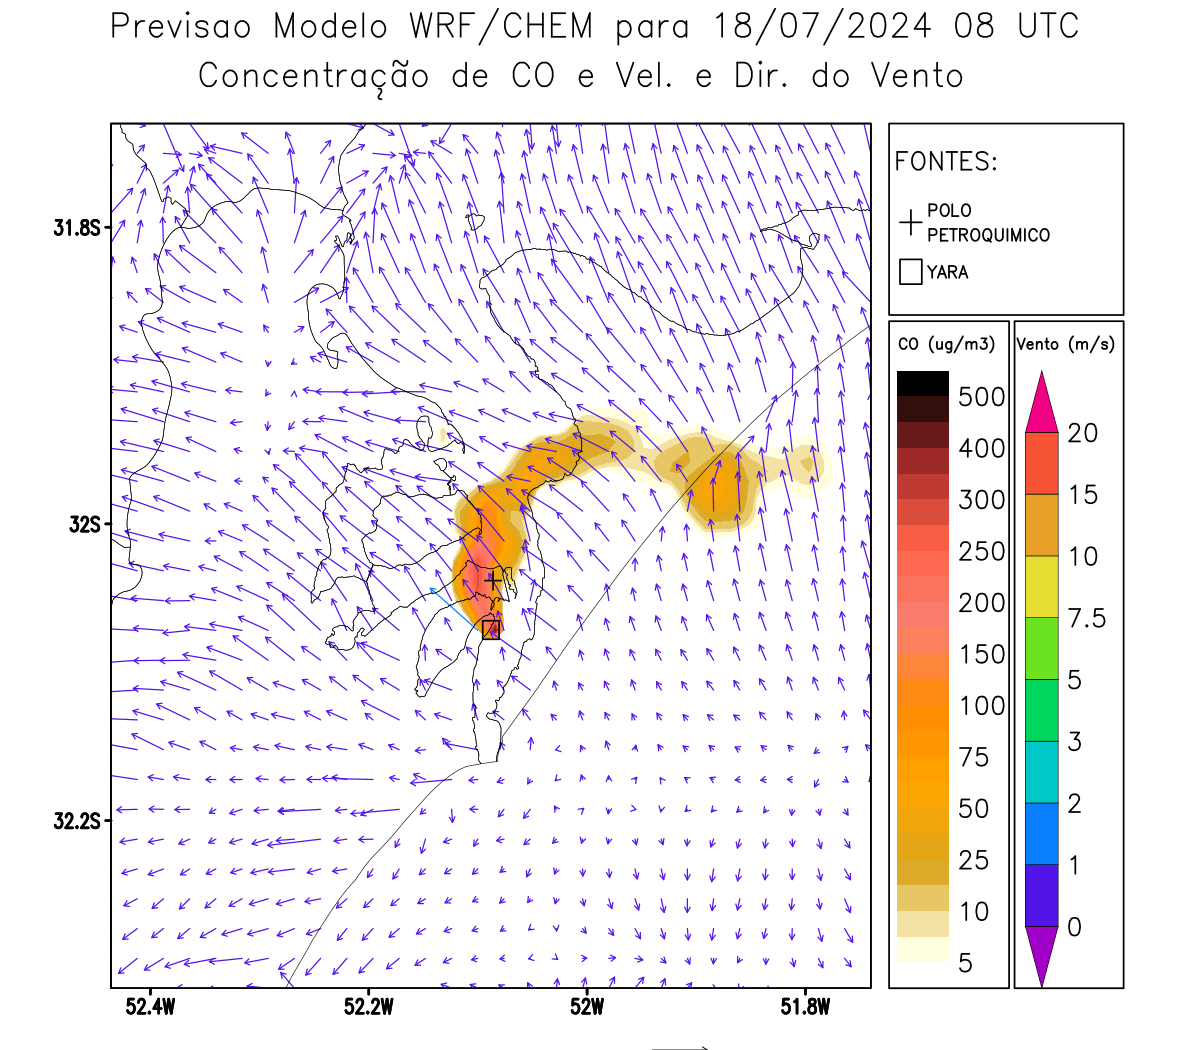 Previsao Modelo WRF/CHEM para 18/07/2024 08 UTC
Concentração de CO e Vel. e Dir. do Vento
FONTES:
POLO
PETROQUIMICO
YARA
CO (ug/m3)
500
400
300
250
200
150
100
75
50
25
10
5
Vento (m/s)
20
15
10
7.5
5
3
2
1
0
31.8S
32S
32.2S
52.4W
52.2W
52W
51.8W